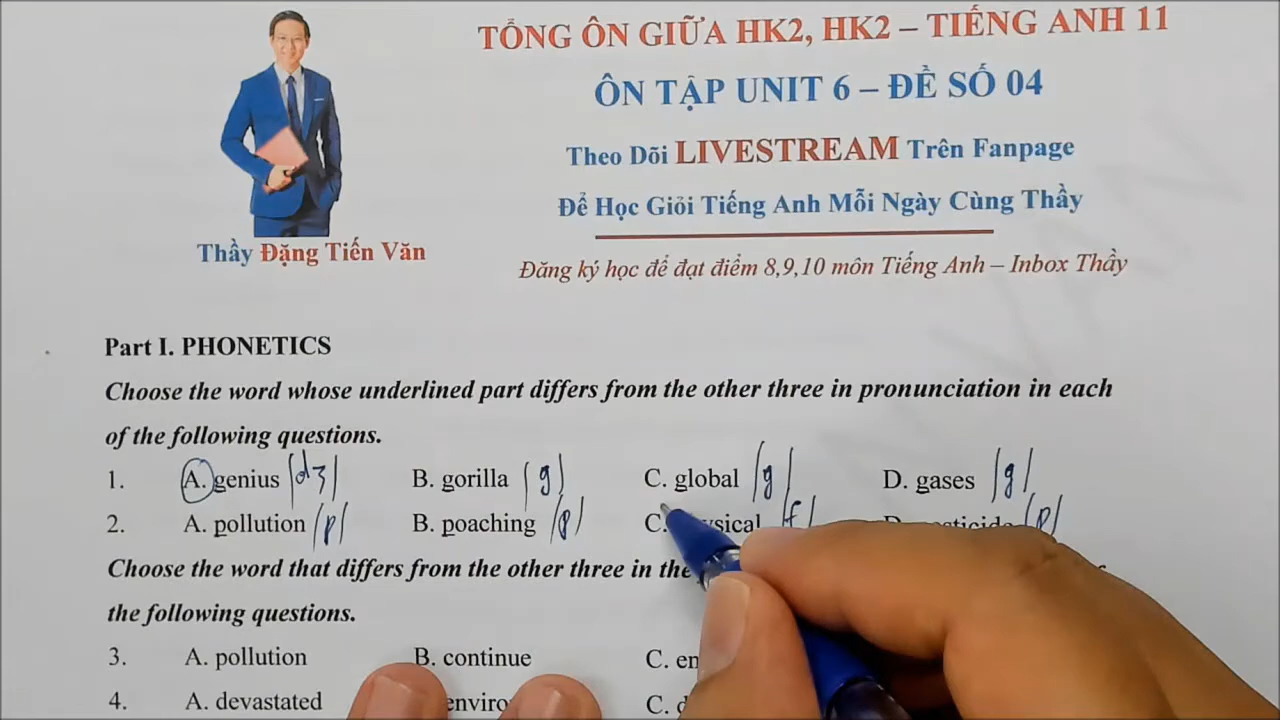 TỔNG ÔN GIỮA HK2, HK2 – TIẾNG ANH 11
ÔN TẬP UNIT 6 – ĐỀ SỐ 04
Theo Dõi LIVESTREAM Trên Fanpage
Để Học Giỏi Tiếng Anh Mỗi Ngày Cùng Thầy
Thầy Đặng Tiến Văn
Đăng ký học để đạt điểm 8,9,10 môn Tiếng Anh – Inbox Thầy
Part I. PHONETICS
Choose the word whose underlined part differs from the other three in pronunciation in each
of the following questions.
1. A. genius /dʒ/ B. gorilla /g/ C. global /g/ D. gases /g/
2. A. pollution /p/ B. poaching /p/ C. /f/ /p/
Choose the word that differs from the other three in the
the following questions.
3. A. pollution B. continue C.
4. A. devastated C.